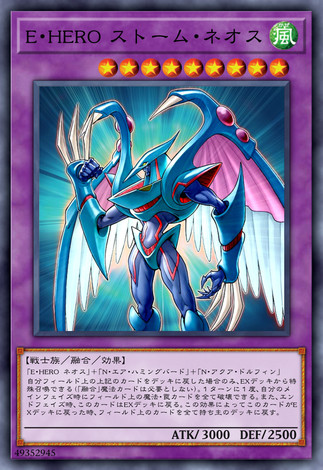 E・HERO ストーム・ネオス
風
【戦士族／融合／効果】
「E・HERO ネオス」＋「N・エア・ハミングバード」＋「N・アクア・ドルフィン」
自分フィールド上の上記のカードをデッキに戻した場合のみ、EXデッキから特
殊召喚できる（「融合」魔法カードは必要としない）。1ターンに1度、自分のメ
インフェイズ時にフィールド上の魔法・罠カードを全て破壊できる。また、エン
ドフェイズ時、このカードはEXデッキに戻る。この効果によってこのカードがE
Xデッキに戻った時、フィールド上のカードを全て持ち主のデッキに戻す。
ATK/ 3000 DEF/2500
49352945